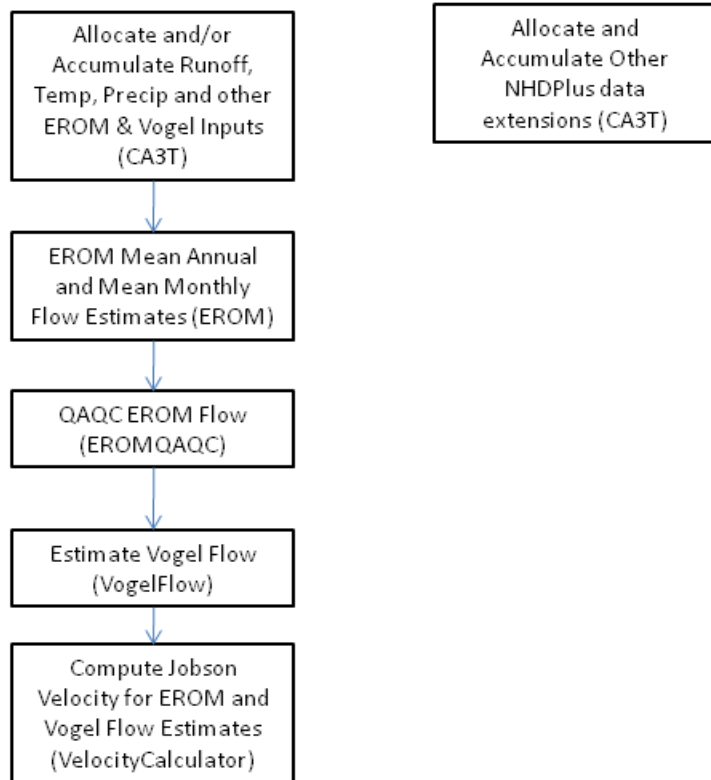 Allocate and/or
Accumulate Runoff,
Temp, Precip and other
EROM & Vogel Inputs
(CA3T)
Allocate and
Accumulate Other
NHDPlus data
extensions (CA3T)
EROM Mean Annual
and Mean Monthly
Flow Estimates (EROM)
QAQC EROM Flow
(EROMQAQC)
Estimate Vogel Flow
(VogelFlow)
Compute Jobson
Velocity for EROM and
Vogel Flow Estimates
(VelocityCalculator)